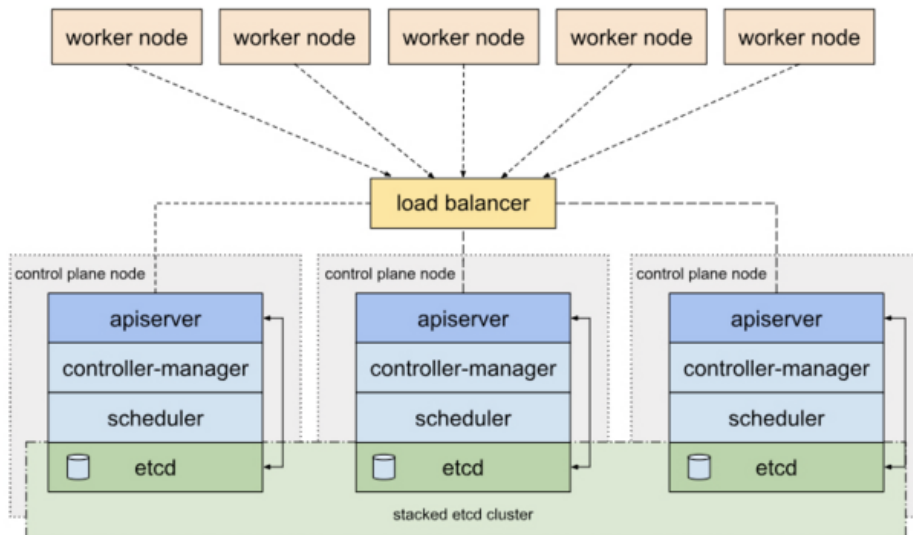 worker node
worker node
worker node
worker node
worker node
load balancer
control plane node
control plane node
control plane node
apiserver
apiserver
apiserver
controller-manager
controller-manager
controller-manager
scheduler
scheduler
scheduler
etcd
etcd
etcd
stacked etcd cluster